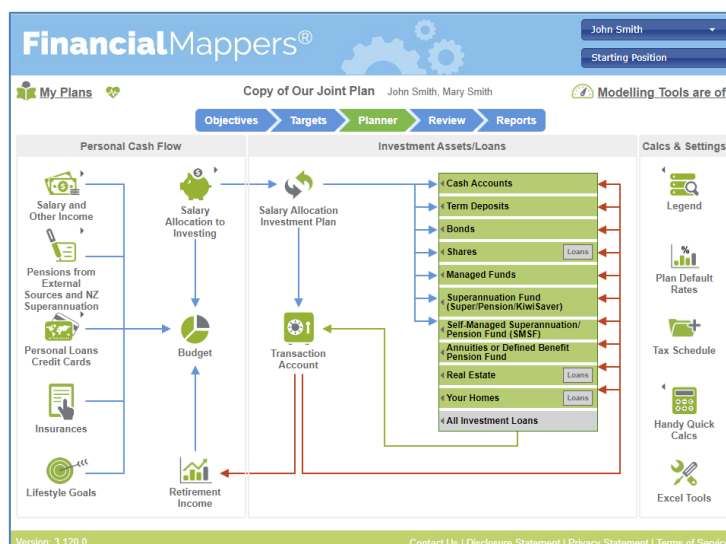 FinancialMappers®
John Smith
Starting Position
My Plans
Copy of Our Joint Plan John Smith, Mary Smith
Modelling Tools are of
Objectives Targets Planner Review Reports
Personal Cash Flow
Investment Assets/Loans
Calcs & Settings
Salary and
Other Income
Pensions from
External
Sources and NZ
Superannuation
Personal Loans
Credit Cards
Insurances
Lifestyle Goals
Salary
Allocation to
Investing
Budget
Retirement
Income
Salary Allocation
Investment Plan
Transaction
Account
Cash Accounts
Term Deposits
Bonds
Shares Loans
Managed Funds
Superannuation Fund
(Super/Pension/KiwiSaver)
Self-Managed Superannuation/
Pension Fund (SMSF)
Annuities or Defined Benefit
Pension Fund
Real Estate Loans
Your Homes Loans
All Investment Loans
Legend
Plan Default
Rates
Tax Schedule
Handy Quick
Calcs
Excel Tools
Version 3.120.0
Contact Us | Disclosure Statement | Privacy Statement | Terms of Service